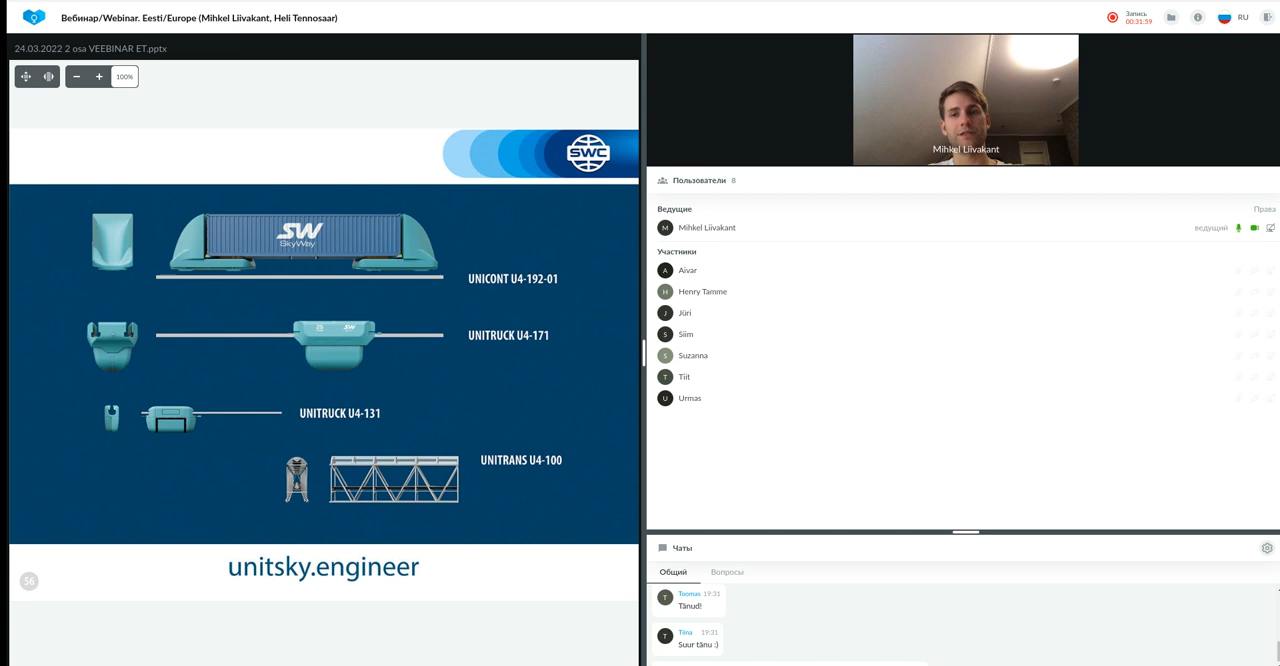 Вебинар/Webinar. Eesti/Europe (Mihkel Liivakant, Heli Tennosaar)
Запись
00:31:59
RU
24.03.2022 2 osa VEEBINAR ET.pptx
100%
SWC
SW
SkyWay
UNICONT U4-192-01
25
SW
UNITRUCK U4-171
UNITRUCK U4-131
UNITRANS U4-100
unitsky.engineer
56
Mihkel Liivakant
Пользователи 8
Ведущие
Права
M Mihkel Liivakant
ведущий
Участники
A Aivar
H Henry Tamme
J Jüri
S Siim
S Suzanna
T Tiit
U Urmas
Чаты
Общий
Вопросы
T Toomas 19:31
Tänud!
T Tiina 19:31
Suur tänu :)